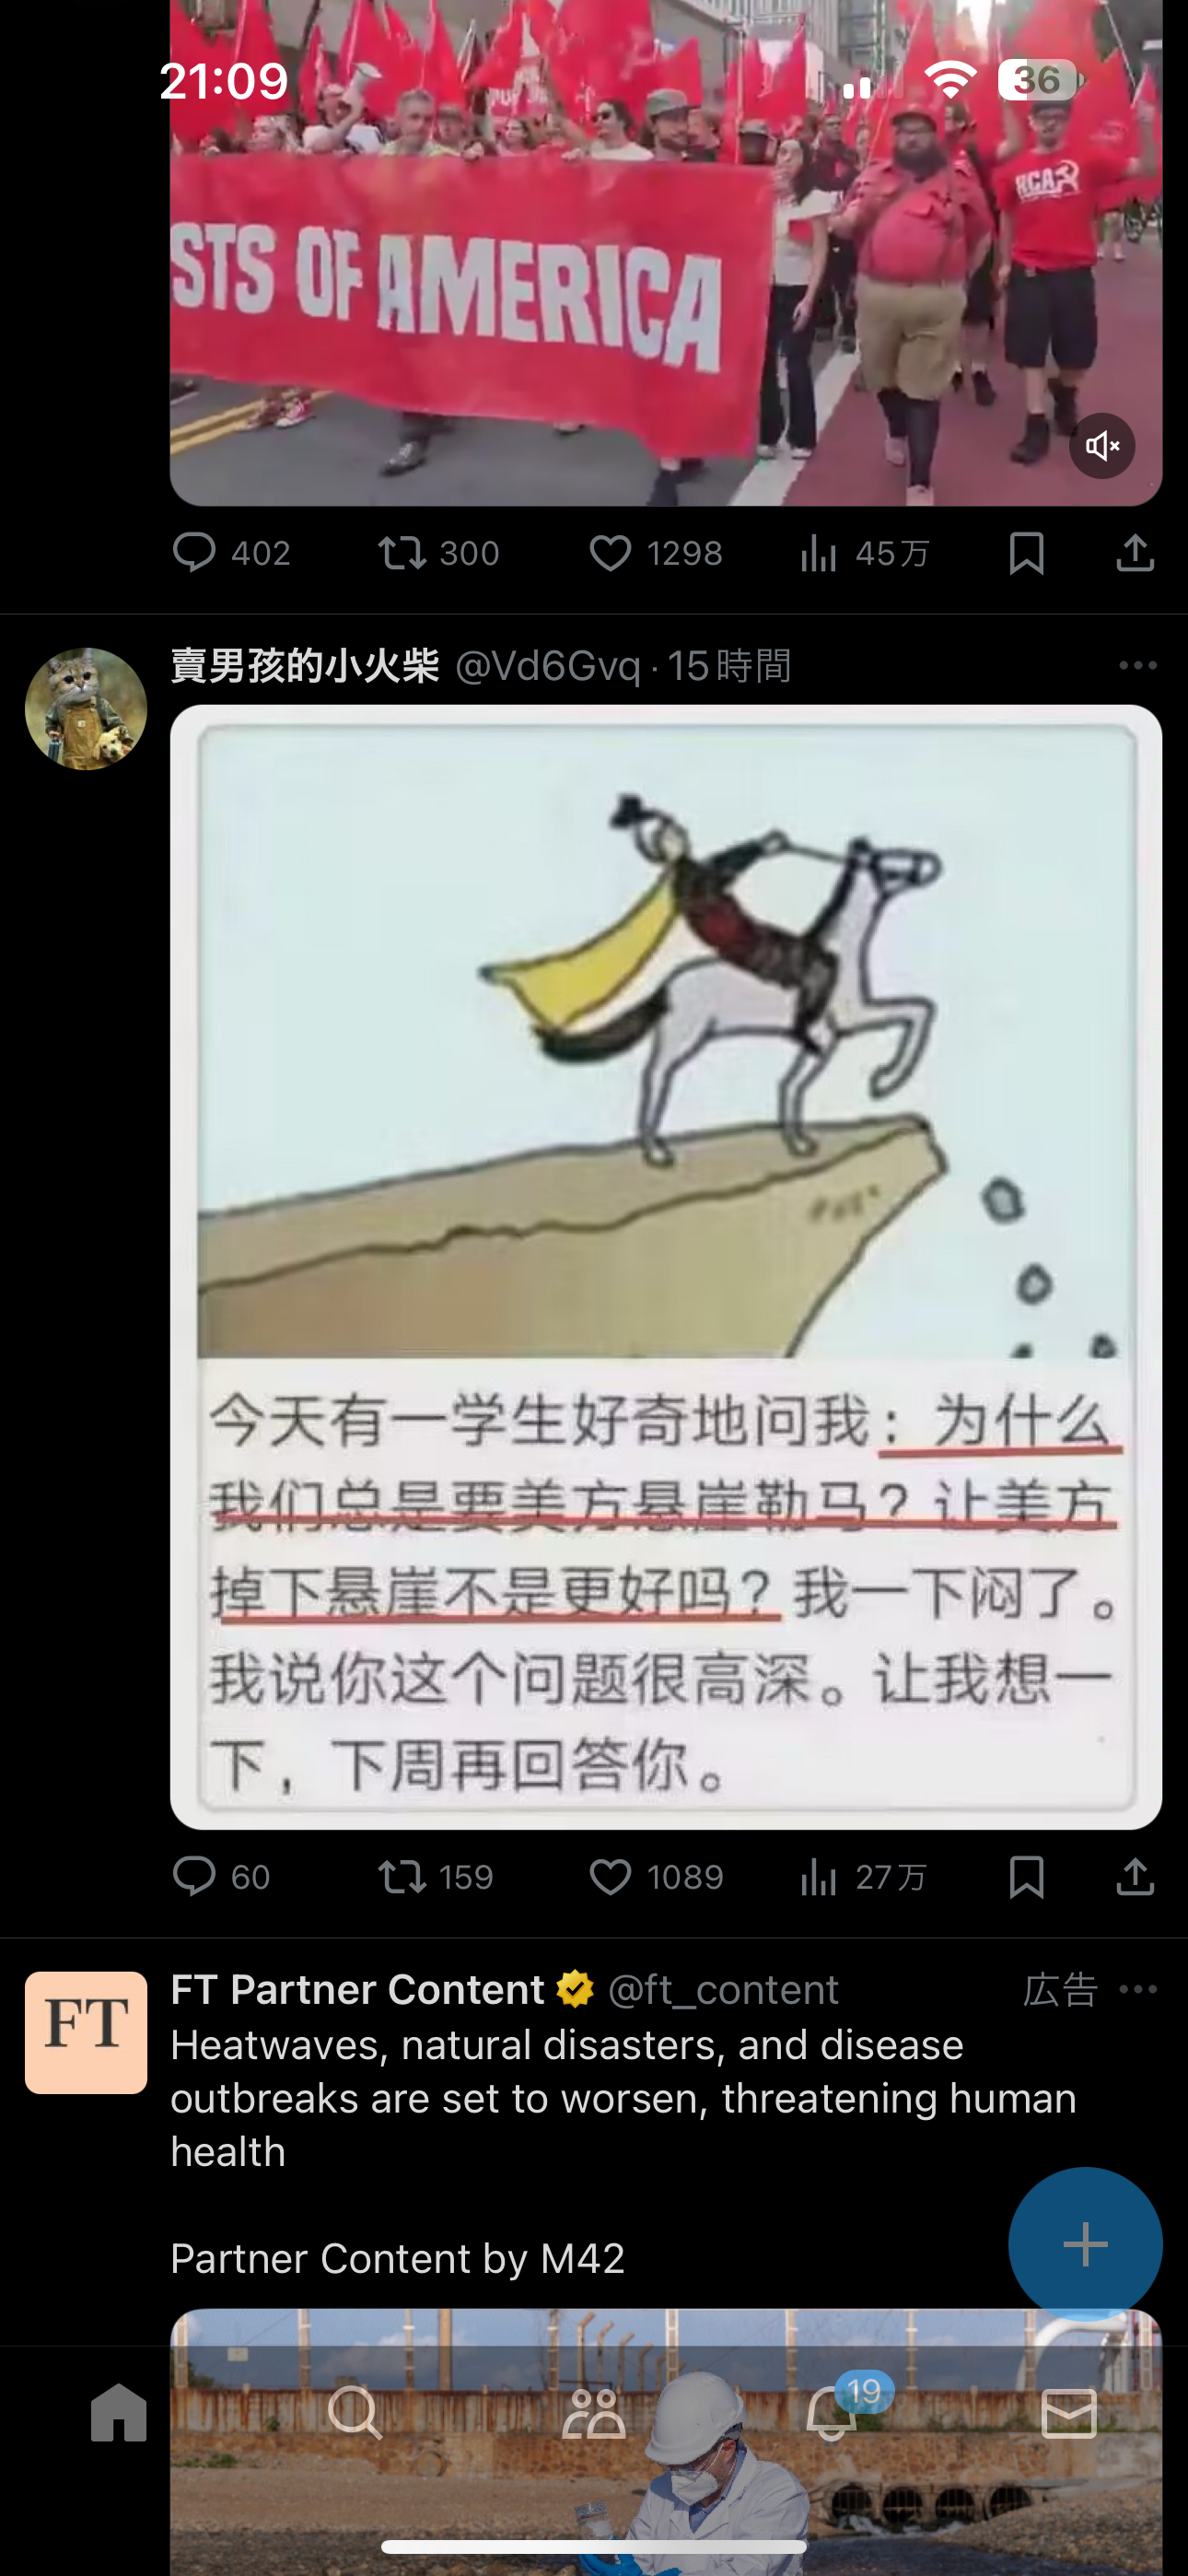 21:09
36
STS OF AMERICA
RCA
402
300
1298
45万
賣男孩的小火柴 @Vd6Gvq · 15時間
今天有一学生好奇地问我：为什么
我们总是要美方悬崖勒马？让美方
掉下悬崖不是更好吗？我一下闷了。
我说你这个问题很高深。让我想一
下，下周再回答你。
60
159
1089
27万
FT
FT Partner Content @ft_content
広告
Heatwaves, natural disasters, and disease
outbreaks are set to worsen, threatening human
health
Partner Content by M42
19